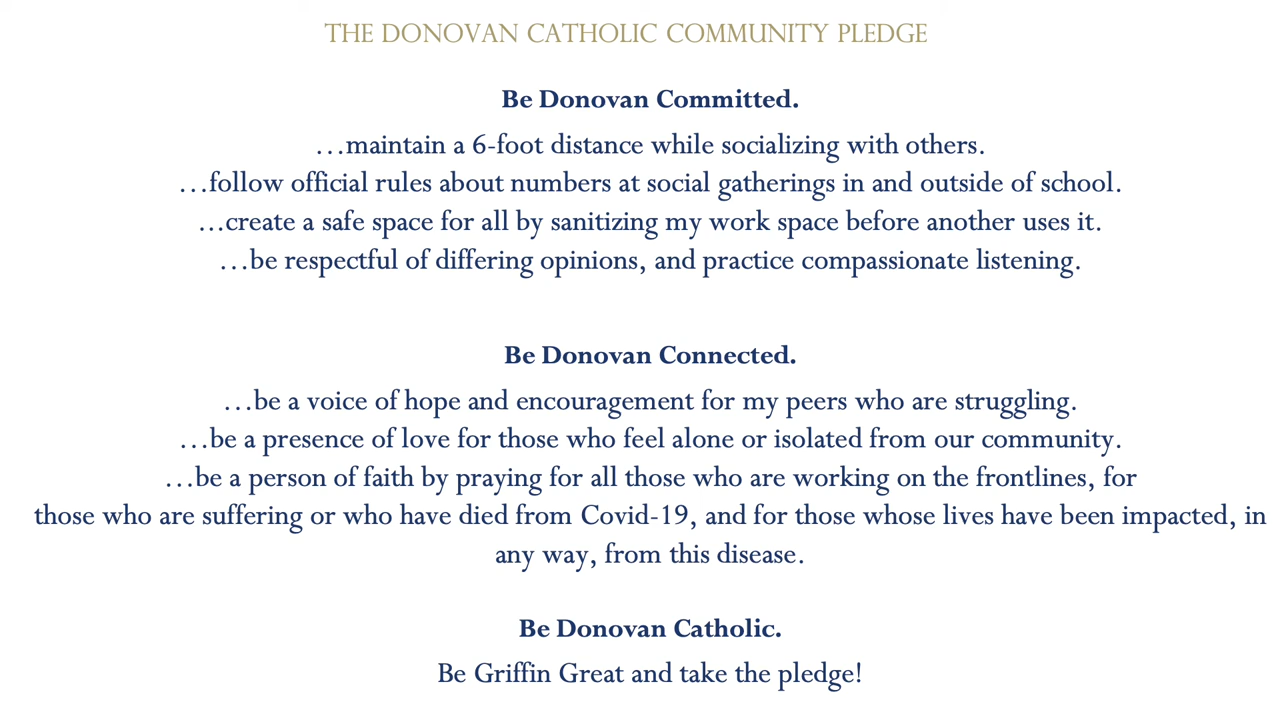 THE DONOVAN CATHOLIC COMMUNITY PLEDGE
Be Donovan Committed.
…maintain a 6-foot distance while socializing with others.
…follow official rules about numbers at social gatherings in and outside of school.
…create a safe space for all by sanitizing my work space before another uses it.
…be respectful of differing opinions, and practice compassionate listening.
Be Donovan Connected.
…be a voice of hope and encouragement for my peers who are struggling.
…be a presence of love for those who feel alone or isolated from our community.
…be a person of faith by praying for all those who are working on the frontlines, for
those who are suffering or who have died from Covid-19, and for those whose lives have been impacted, in
any way, from this disease.
Be Donovan Catholic.
Be Griffin Great and take the pledge!